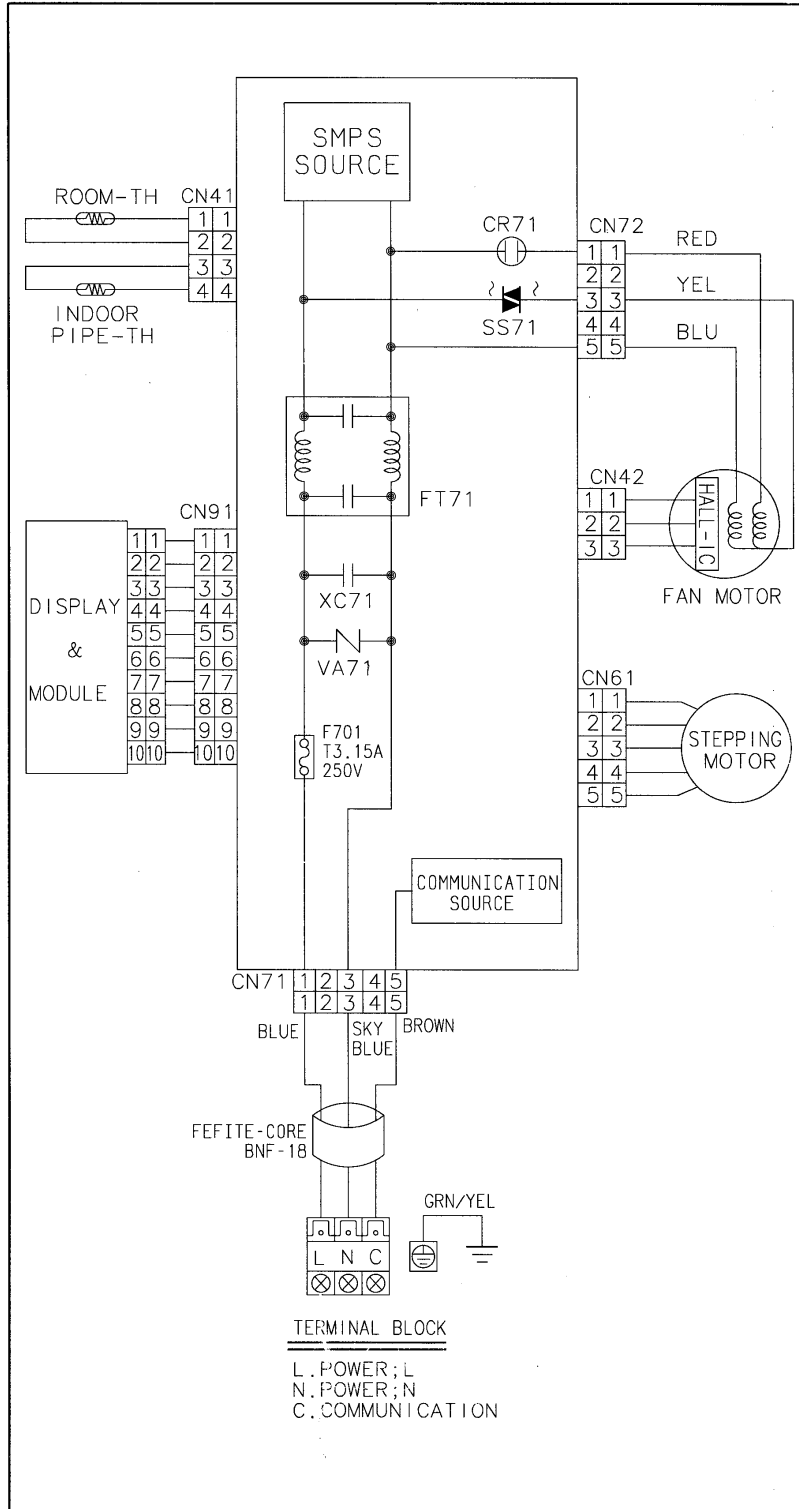 SMPS
SOURCE
ROOM-TH
CN41
1 1
2 2
3 3
4 4
INDOOR
PIPE-TH
CR71
CN72
1 1
2 2
3 3
4 4
5 5
RED
YEL
BLU
SS71
FT71
CN42
1 1
2 2
3 3
HALL-IC
FAN MOTOR
CN91
DISPLAY
&
MODULE
1 1 1 1
2 2 2 2
3 3 3 3
4 4 4 4
5 5 5 5
6 6 6 6
7 7 7 7
8 8 8 8
9 9 9 9
10 10 10 10
XC71
VA71
F701
T3.15A
250V
CN61
1 1
2 2
3 3
4 4
5 5
STEPPING
MOTOR
COMMUNICATION
SOURCE
CN71
1 2 3 4 5
1 2 3 4 5
BLUE
SKY
BLUE
BROWN
FEFITE-CORE
BNF-18
GRN/YEL
L N C
TERMINAL BLOCK
L.POWER;L
N.POWER;N
C.COMMUNICATION